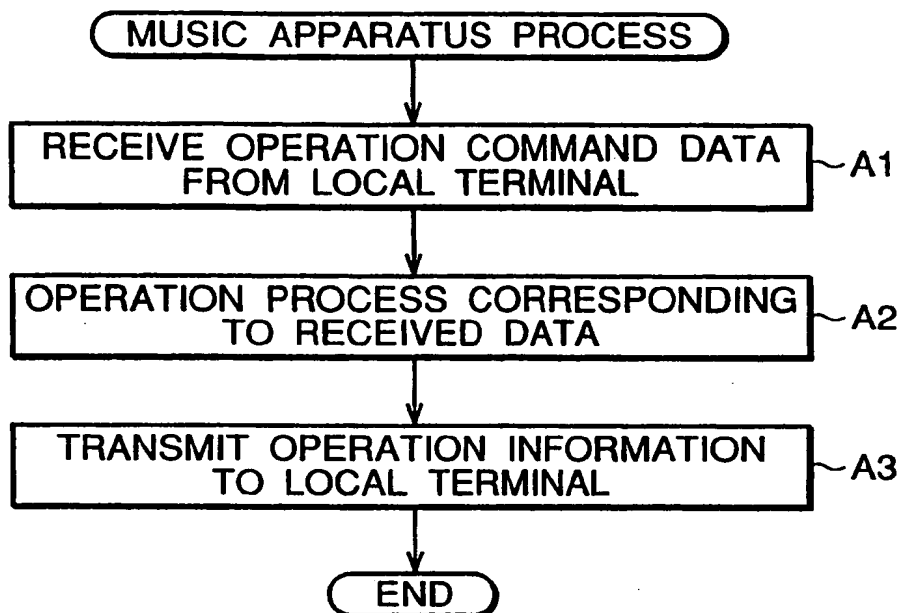 MUSIC APPARATUS PROCESS
RECEIVE OPERATION COMMAND DATA
FROM LOCAL TERMINAL
A1
OPERATION PROCESS CORRESPONDING
TO RECEIVED DATA
A2
TRANSMIT OPERATION INFORMATION
TO LOCAL TERMINAL
A3
END